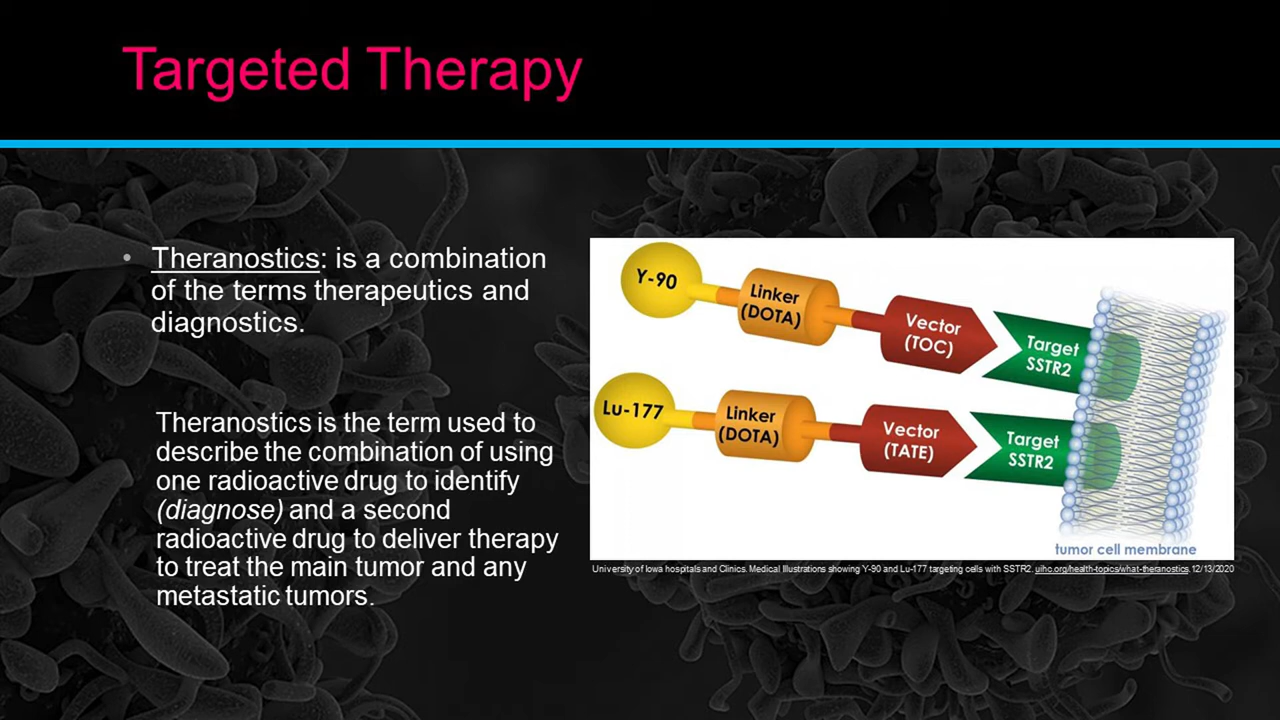 Targeted Therapy
• Theranostics: is a combination
of the terms therapeutics and
diagnostics.
Theranostics is the term used to
describe the combination of using
one radioactive drug to identify
(diagnose) and a second
radioactive drug to deliver therapy
to treat the main tumor and any
metastatic tumors.
Y-90
Linker
(DOTA)
Vector
(TOC)
Target
SSTR2
Lu-177
Linker
(DOTA)
Vector
(TATE)
Target
SSTR2
tumor cell membrane
University of Iowa hospitals and Clinics. Medical Illustrations showing Y-90 and Lu-177 targeting cells with SSTR2. uihc.org/health-topics/what-theranostics.12/13/2020